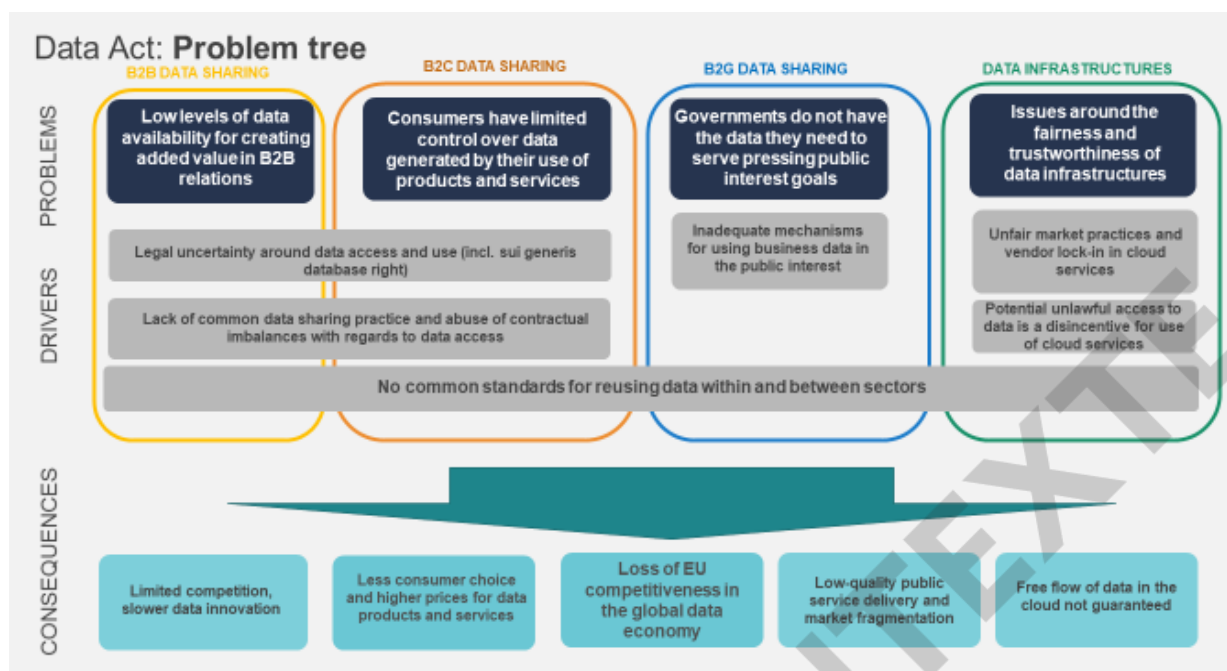 Data Act: Problem tree
B2B DATA SHARING
B2C DATA SHARING
B2G DATA SHARING
DATA INFRASTRUCTURES
PROBLEMS
Low levels of data
availability for creating
added value in B2B
relations
Consumers have limited
control over data
generated by their use of
products and services
Governments do not have
the data they need to
serve pressing public
interest goals
Issues around the
fairness and
trustworthiness of
data infrastructures
DRIVERS
Legal uncertainty around data access and use (incl. sui generis
database right)
Inadequate mechanisms
for using business data in
the public interest
Unfair market practices and
vendor lock-in in cloud
services
Lack of common data sharing practice and abuse of contractual
imbalances with regards to data access
Potential unlawful access to
data is a disincentive for use
of cloud services
No common standards for reusing data within and between sectors
CONSEQUENCES
Limited competition,
slower data innovation
Less consumer choice
and higher prices for data
products and services
Loss of EU
competitiveness in
the global data
economy
Low-quality public
service delivery and
market fragmentation
Free flow of data in the
cloud not guaranteed